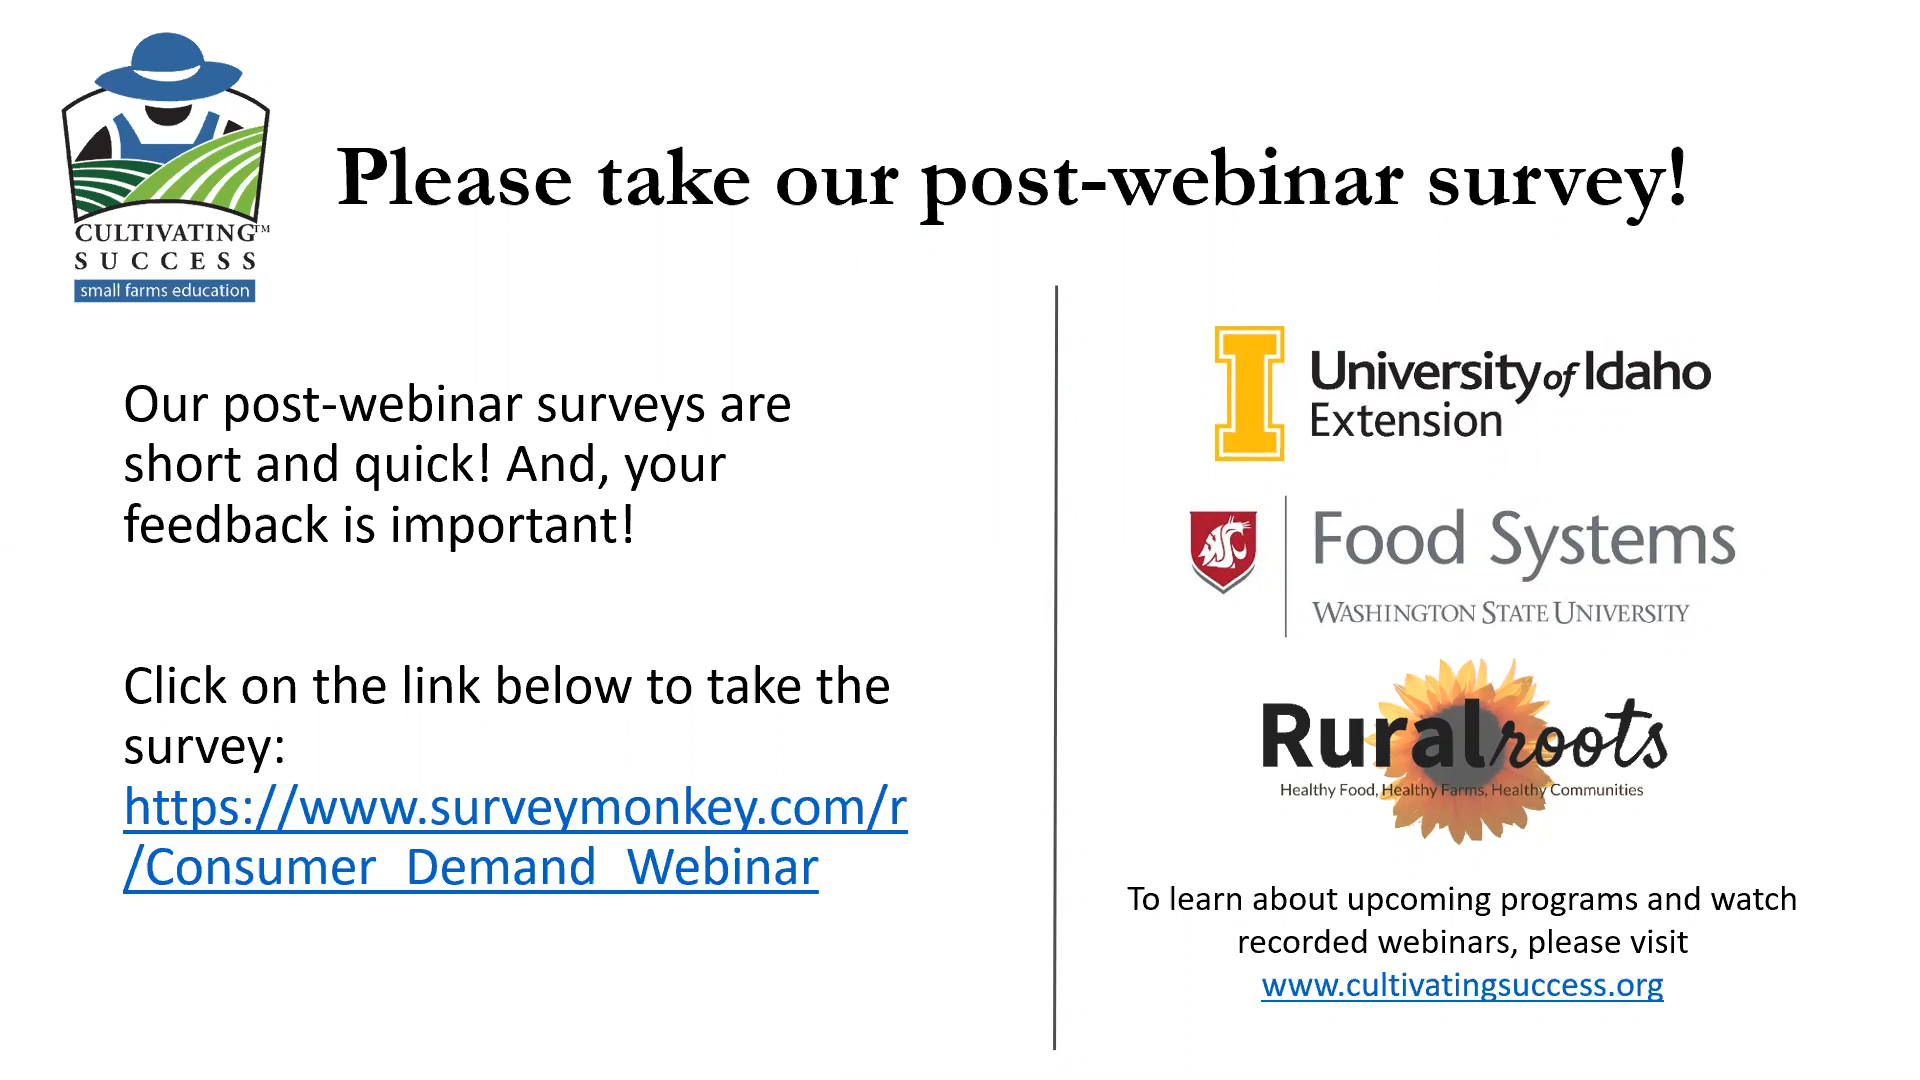 CULTIVATING™
SUCCESS
small farms education
Please take our post-webinar survey!
Our post-webinar surveys are
short and quick! And, your
feedback is important!
Click on the link below to take the
survey:
https://www.surveymonkey.com/r
/Consumer_Demand_Webinar
University of Idaho
Extension
Food Systems
WASHINGTON STATE UNIVERSITY
Rural roots
Healthy Food, Healthy Farms, Healthy Communities
To learn about upcoming programs and watch
recorded webinars, please visit
www.cultivatingsuccess.org